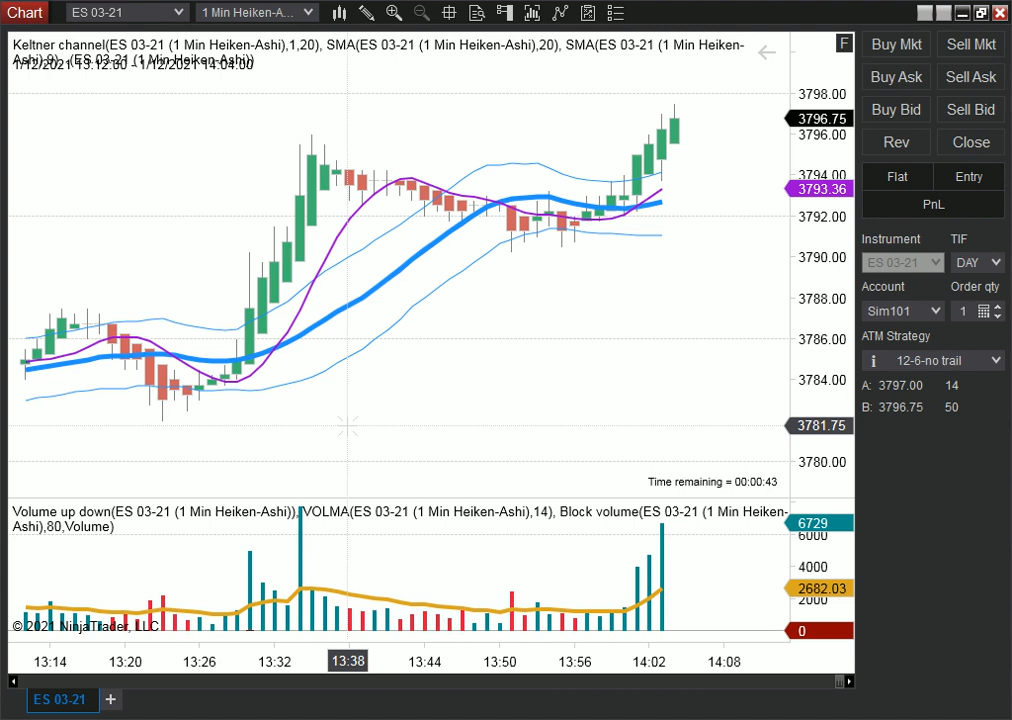 Chart ES 03-21 1 Min Heiken-A...
Keltner channel(ES 03-21 (1 Min Heiken-Ashi),1,20), SMA(ES 03-21 (1 Min Heiken-Ashi),20), SMA(ES 03-21 (1 Min Heiken-
Ashi),9), (ES 03-21 (1 Min Heiken-Ashi))
1/12/2021 13:12:00 - 1/12/2021 14:04:00
F
3798.00
3796.75
3796.00
3794.00
3793.36
3792.00
3790.00
3788.00
3786.00
3784.00
3781.75
3780.00
Time remaining = 00:00:43
Volume up down(ES 03-21 (1 Min Heiken-Ashi)), VOLMA(ES 03-21 (1 Min Heiken-Ashi),14), Block volume(ES 03-21 (1 Min Heiken-
Ashi),80,Volume)
6729
6000
4000
2682.03
2000
0
© 2021 NinjaTrader, LLC
13:14 13:20 13:26 13:32 13:38 13:44 13:50 13:56 14:02 14:08
ES 03-21 +
Buy Mkt Sell Mkt
Buy Ask Sell Ask
Buy Bid Sell Bid
Rev Close
Flat Entry
PnL
Instrument TIF
ES 03-21 DAY
Account Order qty
Sim101 1
ATM Strategy
i 12-6-no trail
A: 3797.00 14
B: 3796.75 50